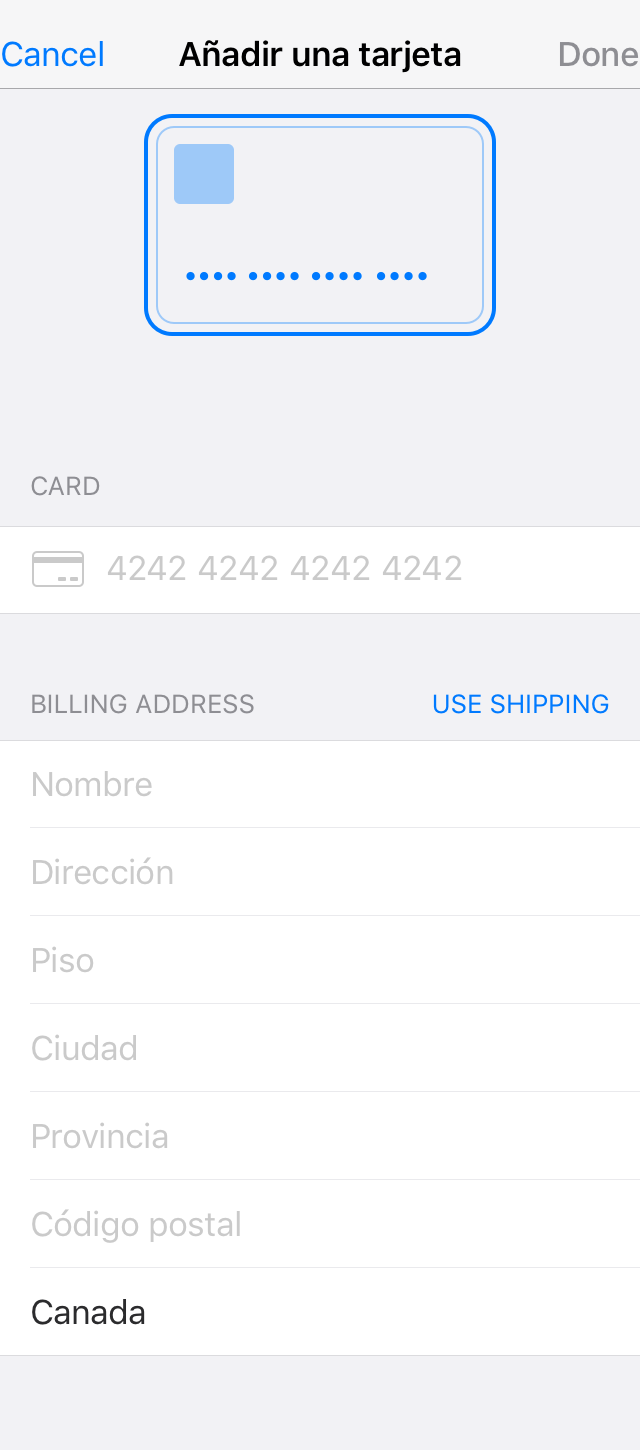 Cancel Añadir una tarjeta Done
•••• •••• •••• ••••
CARD
4242 4242 4242 4242
BILLING ADDRESS USE SHIPPING
Nombre
Dirección
Piso
Ciudad
Provincia
Código postal
Canada